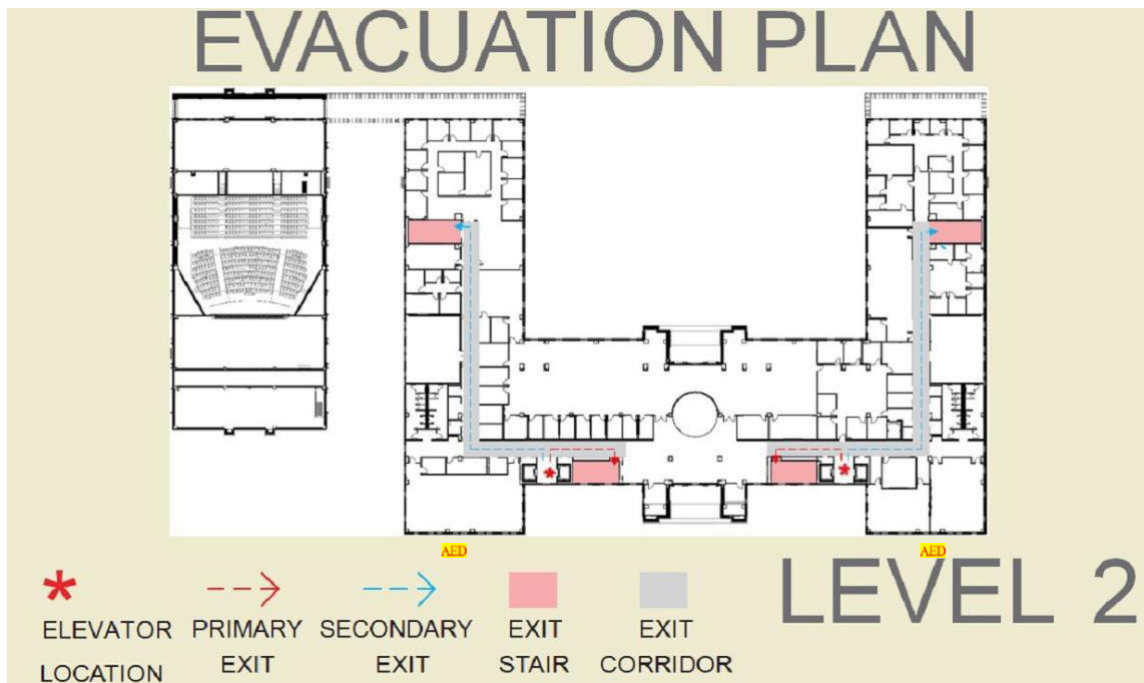 EVACUATION PLAN
AED
AED
LEVEL 2
*
ELEVATOR
LOCATION
PRIMARY
EXIT
SECONDARY
EXIT
EXIT
STAIR
EXIT
CORRIDOR